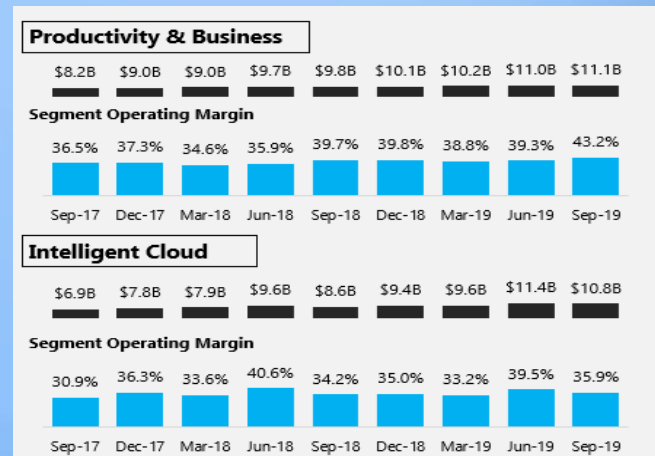 Productivity & Business
$8.2B $9.0B $9.0B $9.7B $9.8B $10.1B $10.2B $11.0B $11.1B
Segment Operating Margin
36.5% 37.3% 34.6% 35.9% 39.7% 39.8% 38.8% 39.3% 43.2%
Sep-17 Dec-17 Mar-18 Jun-18 Sep-18 Dec-18 Mar-19 Jun-19 Sep-19
Intelligent Cloud
$6.9B $7.8B $7.9B $9.6B $8.6B $9.4B $9.6B $11.4B $10.8B
Segment Operating Margin
30.9% 36.3% 33.6% 40.6% 34.2% 35.0% 33.2% 39.5% 35.9%
Sep-17 Dec-17 Mar-18 Jun-18 Sep-18 Dec-18 Mar-19 Jun-19 Sep-19